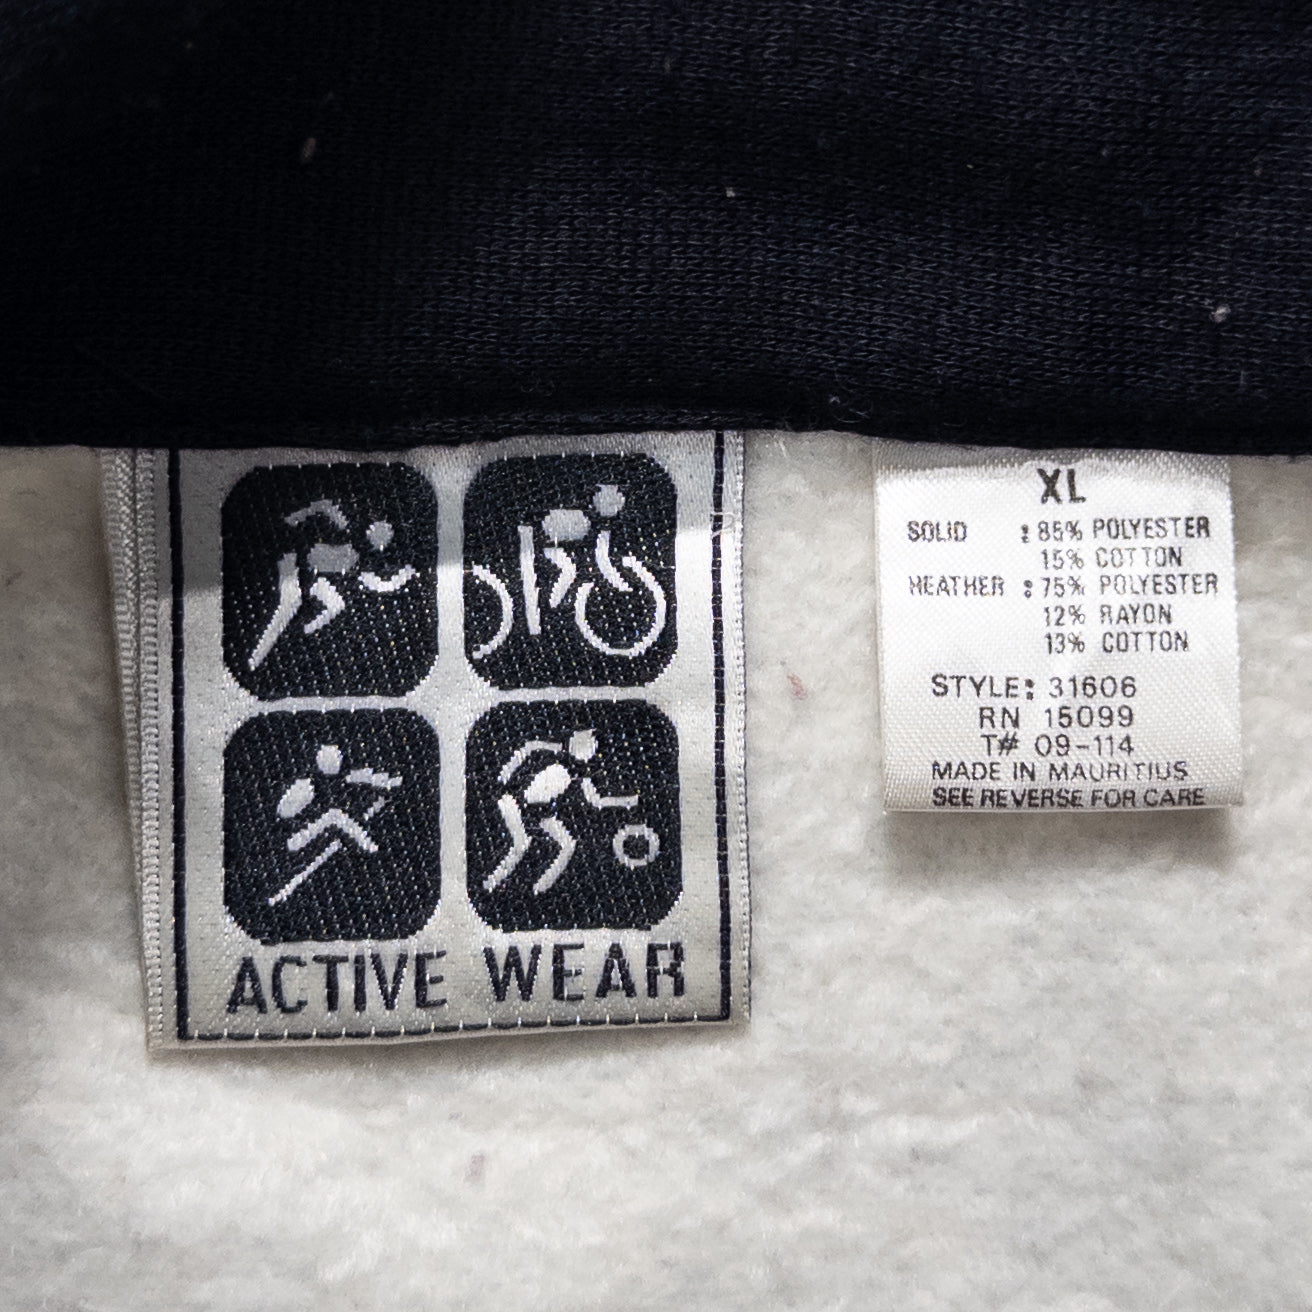 ACTIVE WEAR
XL
SOLID : 85% POLYESTER
15% COTTON
HEATHER : 75% POLYESTER
12% RAYON
13% COTTON
STYLE: 31606
RN 15099
T# 09-114
MADE IN MAURITIUS
SEE REVERSE FOR CARE